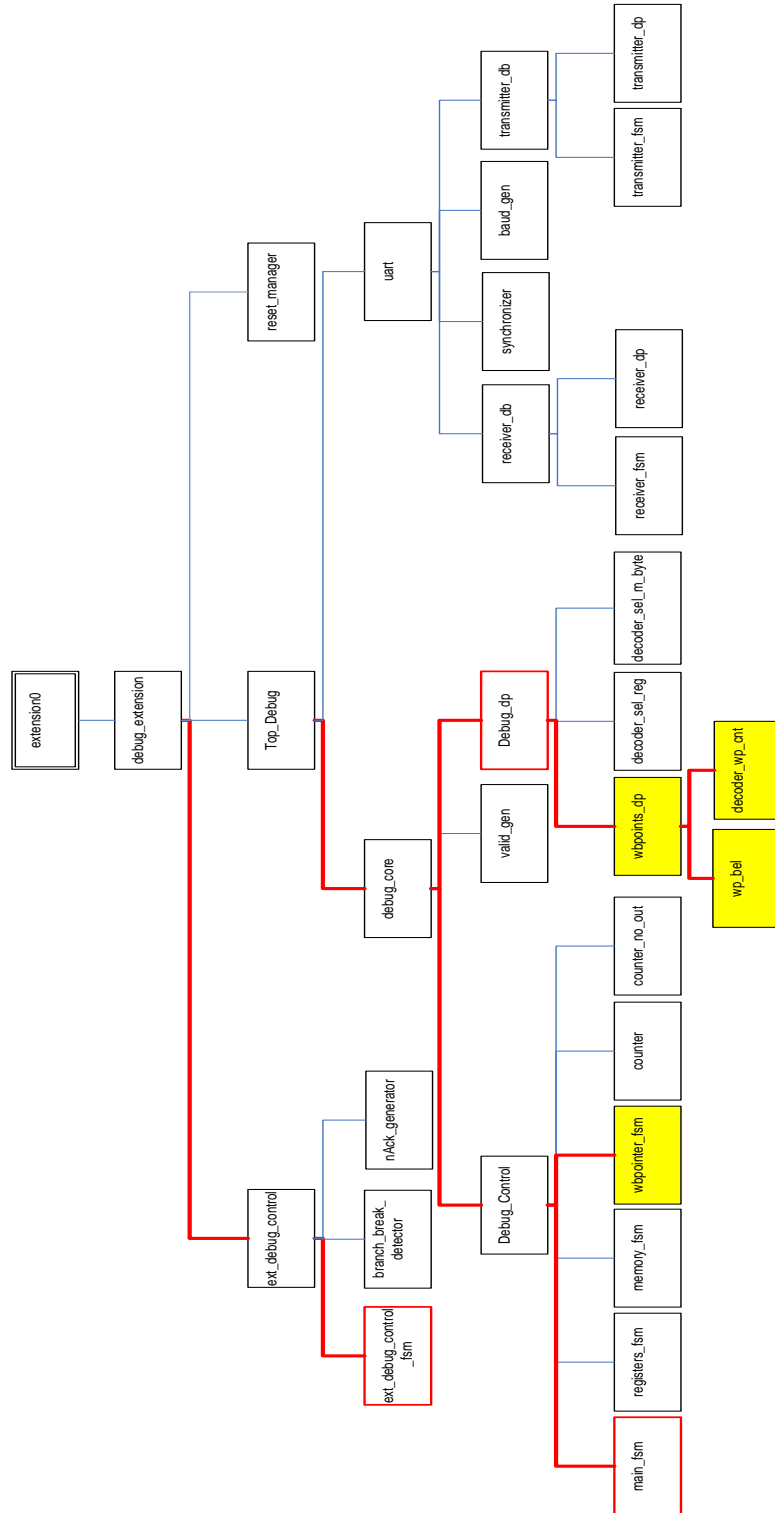 extension0
debug_extension
ext_debug_control
Top_Debug
reset_manager
ext_debug_control
_fsm
branch_break_
detector
nAck_generator
debug_core
uart
Debug_Control
valid_gen
Debug_dp
receiver_db
synchronizer
baud_gen
transmitter_db
main_fsm
registers_fsm
memory_fsm
wbpointer_fsm
counter
counter_no_out
wbpoints_dp
decoder_sel_reg
decoder_sel_m_byte
receiver_fsm
receiver_dp
transmitter_fsm
transmitter_dp
wp_bel
decoder_wp_cnt